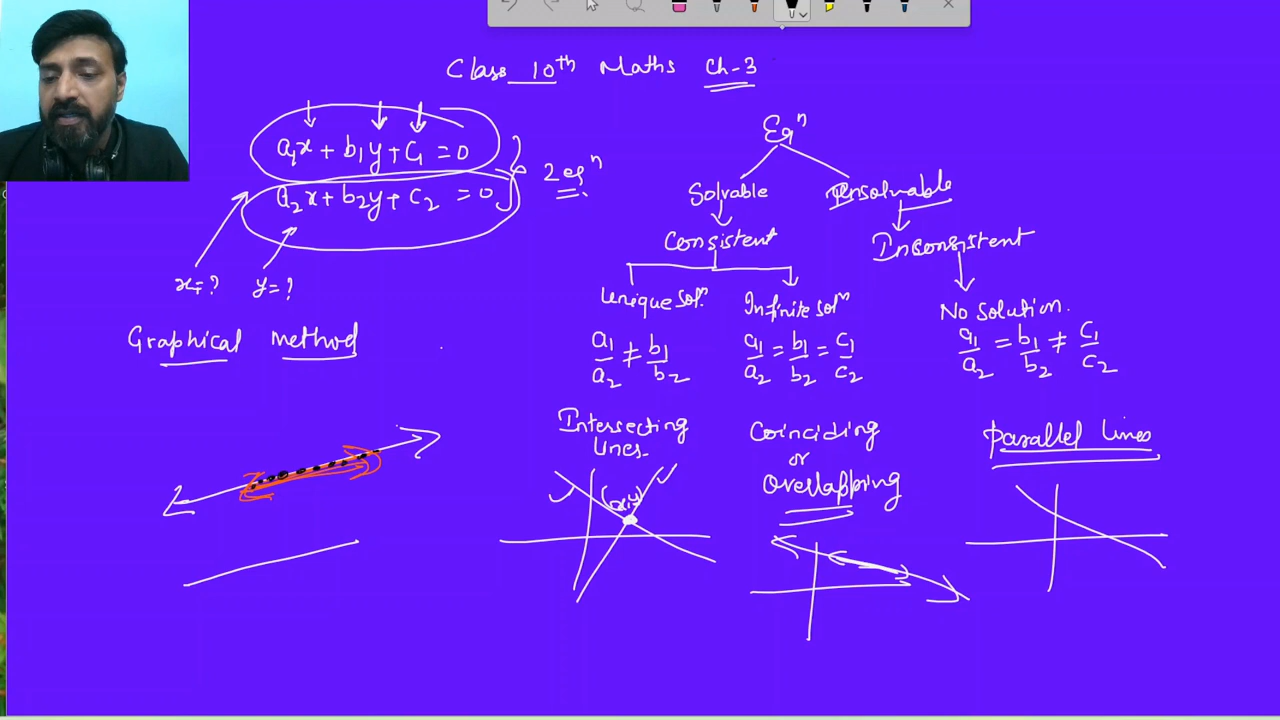 Class 10th Maths Ch-3
a₁x + b₁y + C₁ = 0
a₂x + b₂y + C₂ = 0
2 eqⁿ
x = ? y = ?
Graphical method
Eqⁿ
Solvable Unsolvable
Consistent Inconsistent
Unique Solⁿ. Infinite solⁿ No Solution.
a₁/a₂ ≠ b₁/b₂ a₁/a₂ = b₁/b₂ = C₁/C₂ a₁/a₂ = b₁/b₂ ≠ C₁/C₂
Intersecting
lines.
Coinciding
or
Overlapping
parallel lines
(x,y)